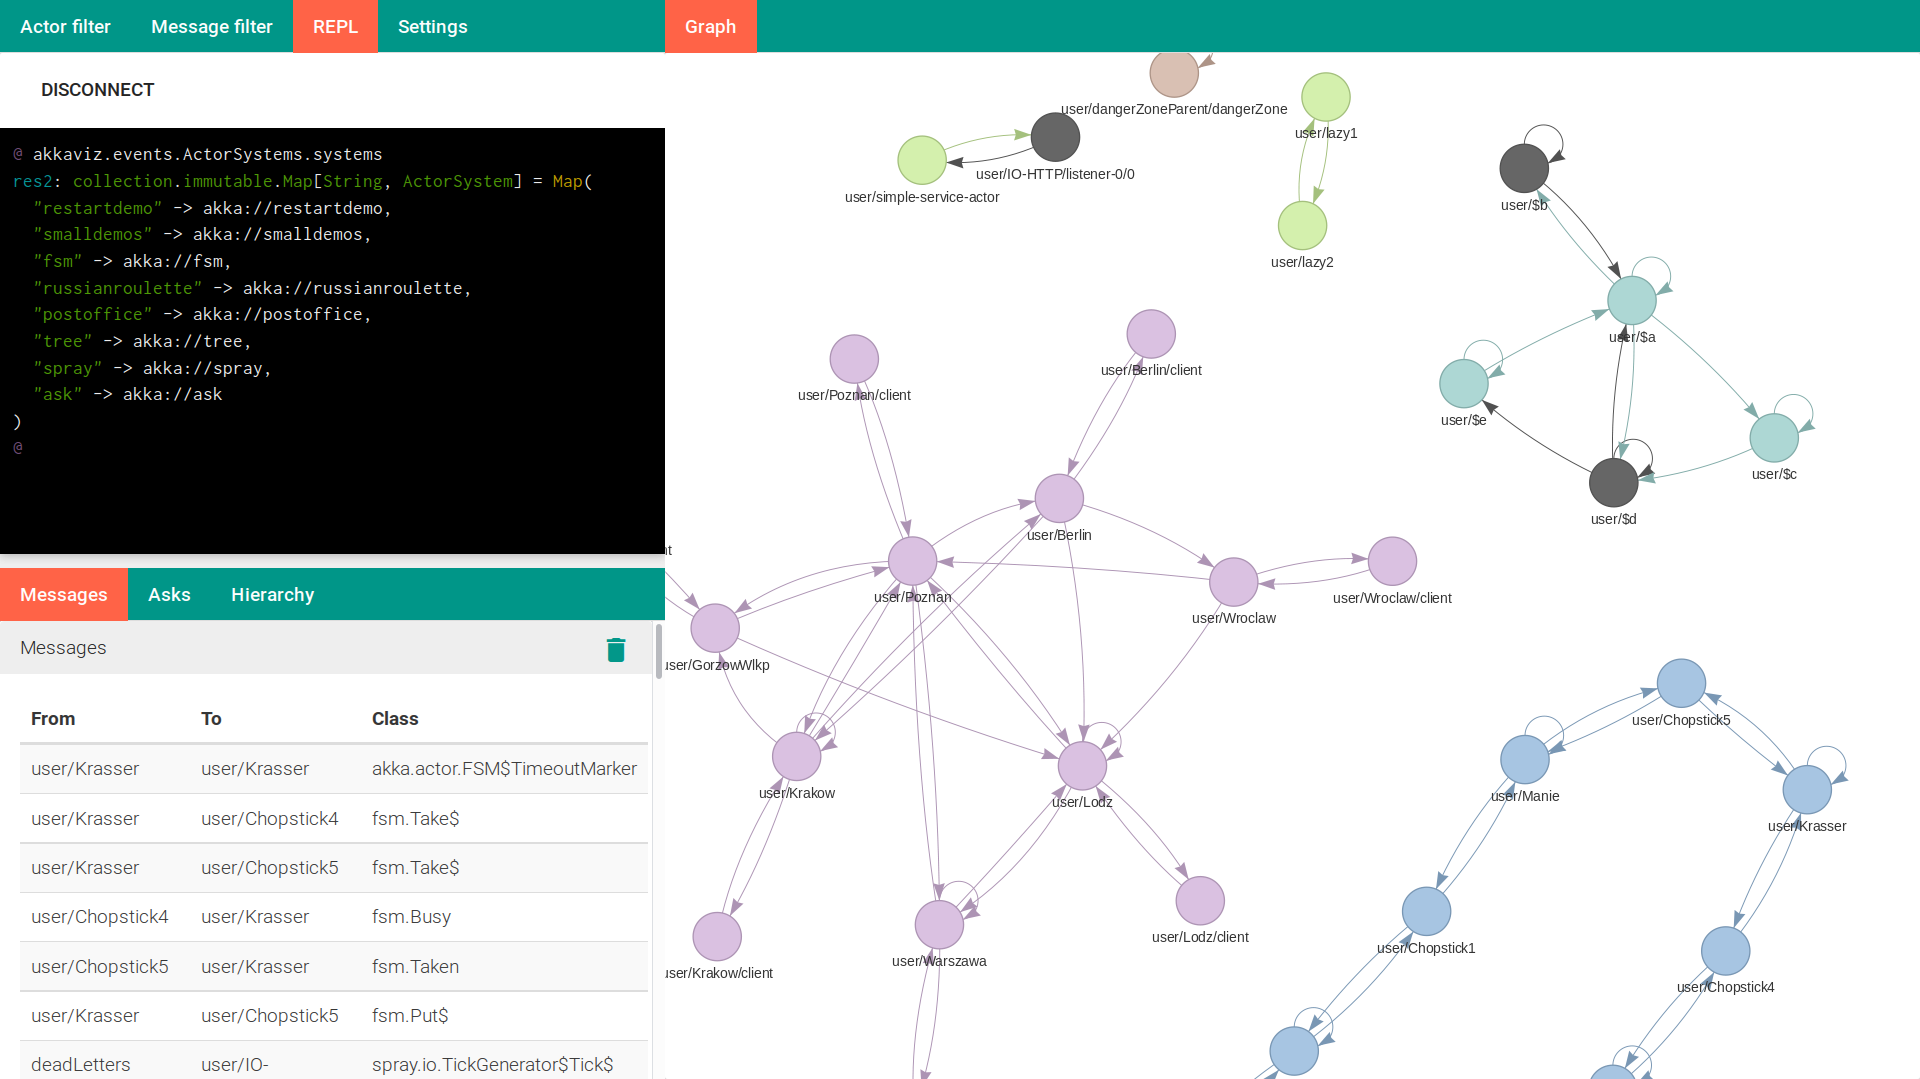 Actor filter
Message filter
REPL
Settings
Graph
DISCONNECT
@ akkaviz.events.ActorSystems.systems
res2: collection.immutable.Map[String, ActorSystem] = Map(
"restartdemo" -> akka://restartdemo,
"smalldemos" -> akka://smalldemos,
"fsm" -> akka://fsm,
"russianroulette" -> akka://russianroulette,
"postoffice" -> akka://postoffice,
"tree" -> akka://tree,
"spray" -> akka://spray,
"ask" -> akka://ask
)
@
Messages
Asks
Hierarchy
Messages
From To Class
user/Krasser user/Krasser akka.actor.FSM$TimeoutMarker
user/Krasser user/Chopstick4 fsm.Take$
user/Krasser user/Chopstick5 fsm.Take$
user/Chopstick4 user/Krasser fsm.Busy
user/Chopstick5 user/Krasser fsm.Taken
user/Krasser user/Chopstick5 fsm.Put$
deadLetters user/IO- spray.io.TickGenerator$Tick$
user/dangerZoneParent/dangerZone
user/lazy1
user/IO-HTTP/listener-0/0
user/simple-service-actor
user/$b
user/lazy2
user/$a
user/Berlin/client
user/Poznan/client
user/$e
user/$c
user/$d
user/Berlin
user/Poznan
user/Wroclaw/client
user/Wroclaw
user/GorzowWlkp
user/Chopstick5
user/Krakow
user/Manie
user/Lodz
user/Krasser
user/Lodz/client
user/Chopstick1
user/Warszawa
user/Krakow/client
user/Chopstick4